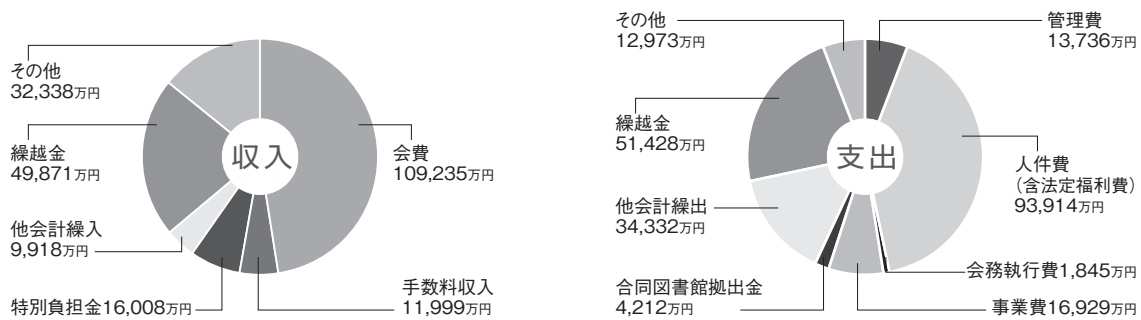 収入
その他
32,338万円
繰越金
49,871万円
他会計繰入
9,918万円
特別負担金16,008万円
会費
109,235万円
手数料収入
11,999万円
支出
その他
12,973万円
繰越金
51,428万円
他会計繰出
34,332万円
合同図書館拠出金
4,212万円
管理費
13,736万円
人件費
(含法定福利費)
93,914万円
会務執行費1,845万円
事業費16,929万円